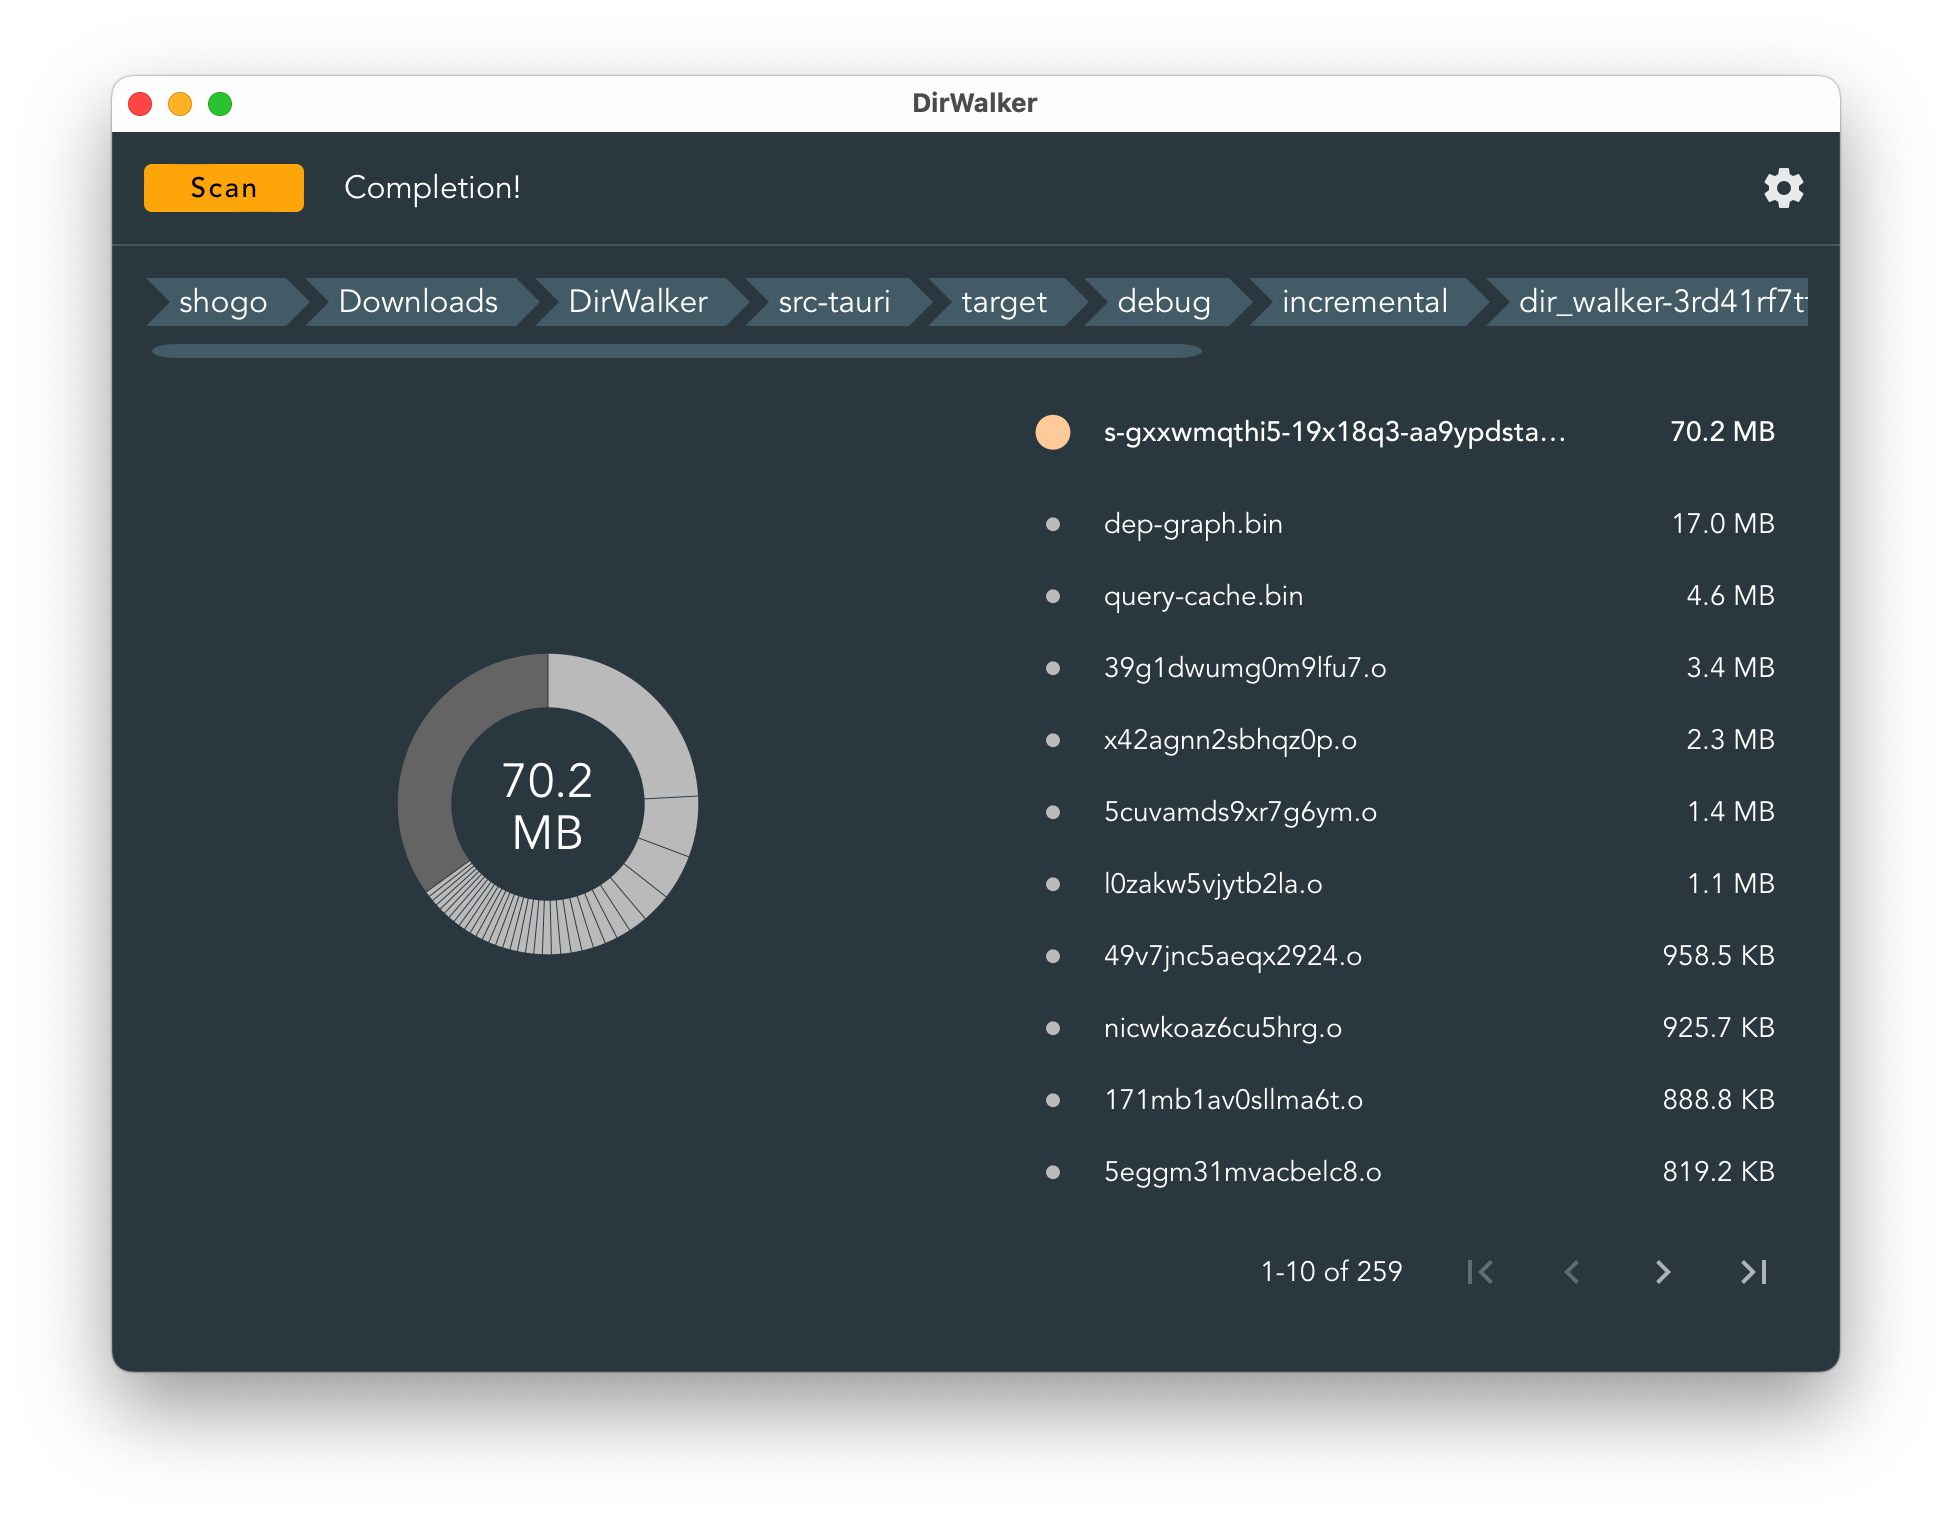 DirWalker
Scan Completion!
shogo Downloads DirWalker src-tauri target debug incremental dir_walker-3rd41rf7t
s-gxxwmqthi5-19x18q3-aa9ypdsta… 70.2 MB
dep-graph.bin 17.0 MB
query-cache.bin 4.6 MB
39g1dwumg0m9lfu7.o 3.4 MB
x42agnn2sbhqz0p.o 2.3 MB
5cuvamds9xr7g6ym.o 1.4 MB
l0zakw5vjytb2la.o 1.1 MB
49v7jnc5aeqx2924.o 958.5 KB
nicwkoaz6cu5hrg.o 925.7 KB
171mb1av0sllma6t.o 888.8 KB
5eggm31mvacbelc8.o 819.2 KB
70.2
MB
1-10 of 259